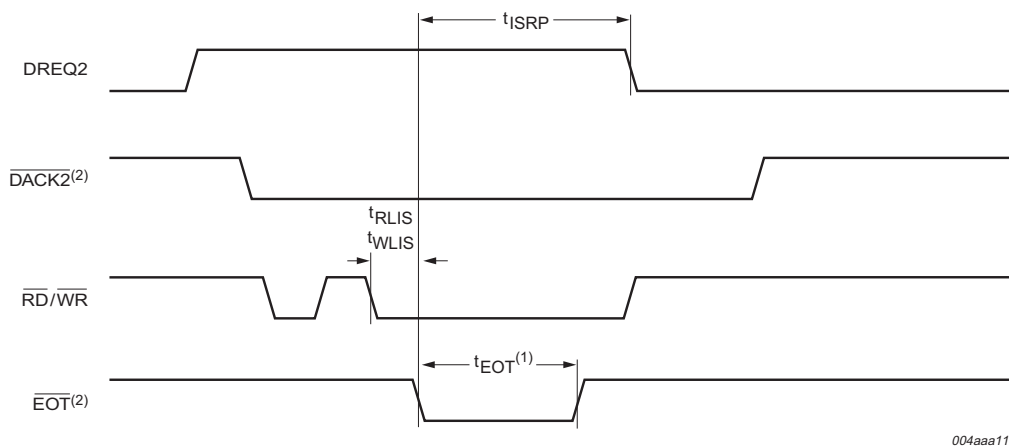 tISRP
DREQ2
DACK2(2)
tRLIS
tWLIS
RD/WR
tEOT(1)
EOT(2)
004aaa11